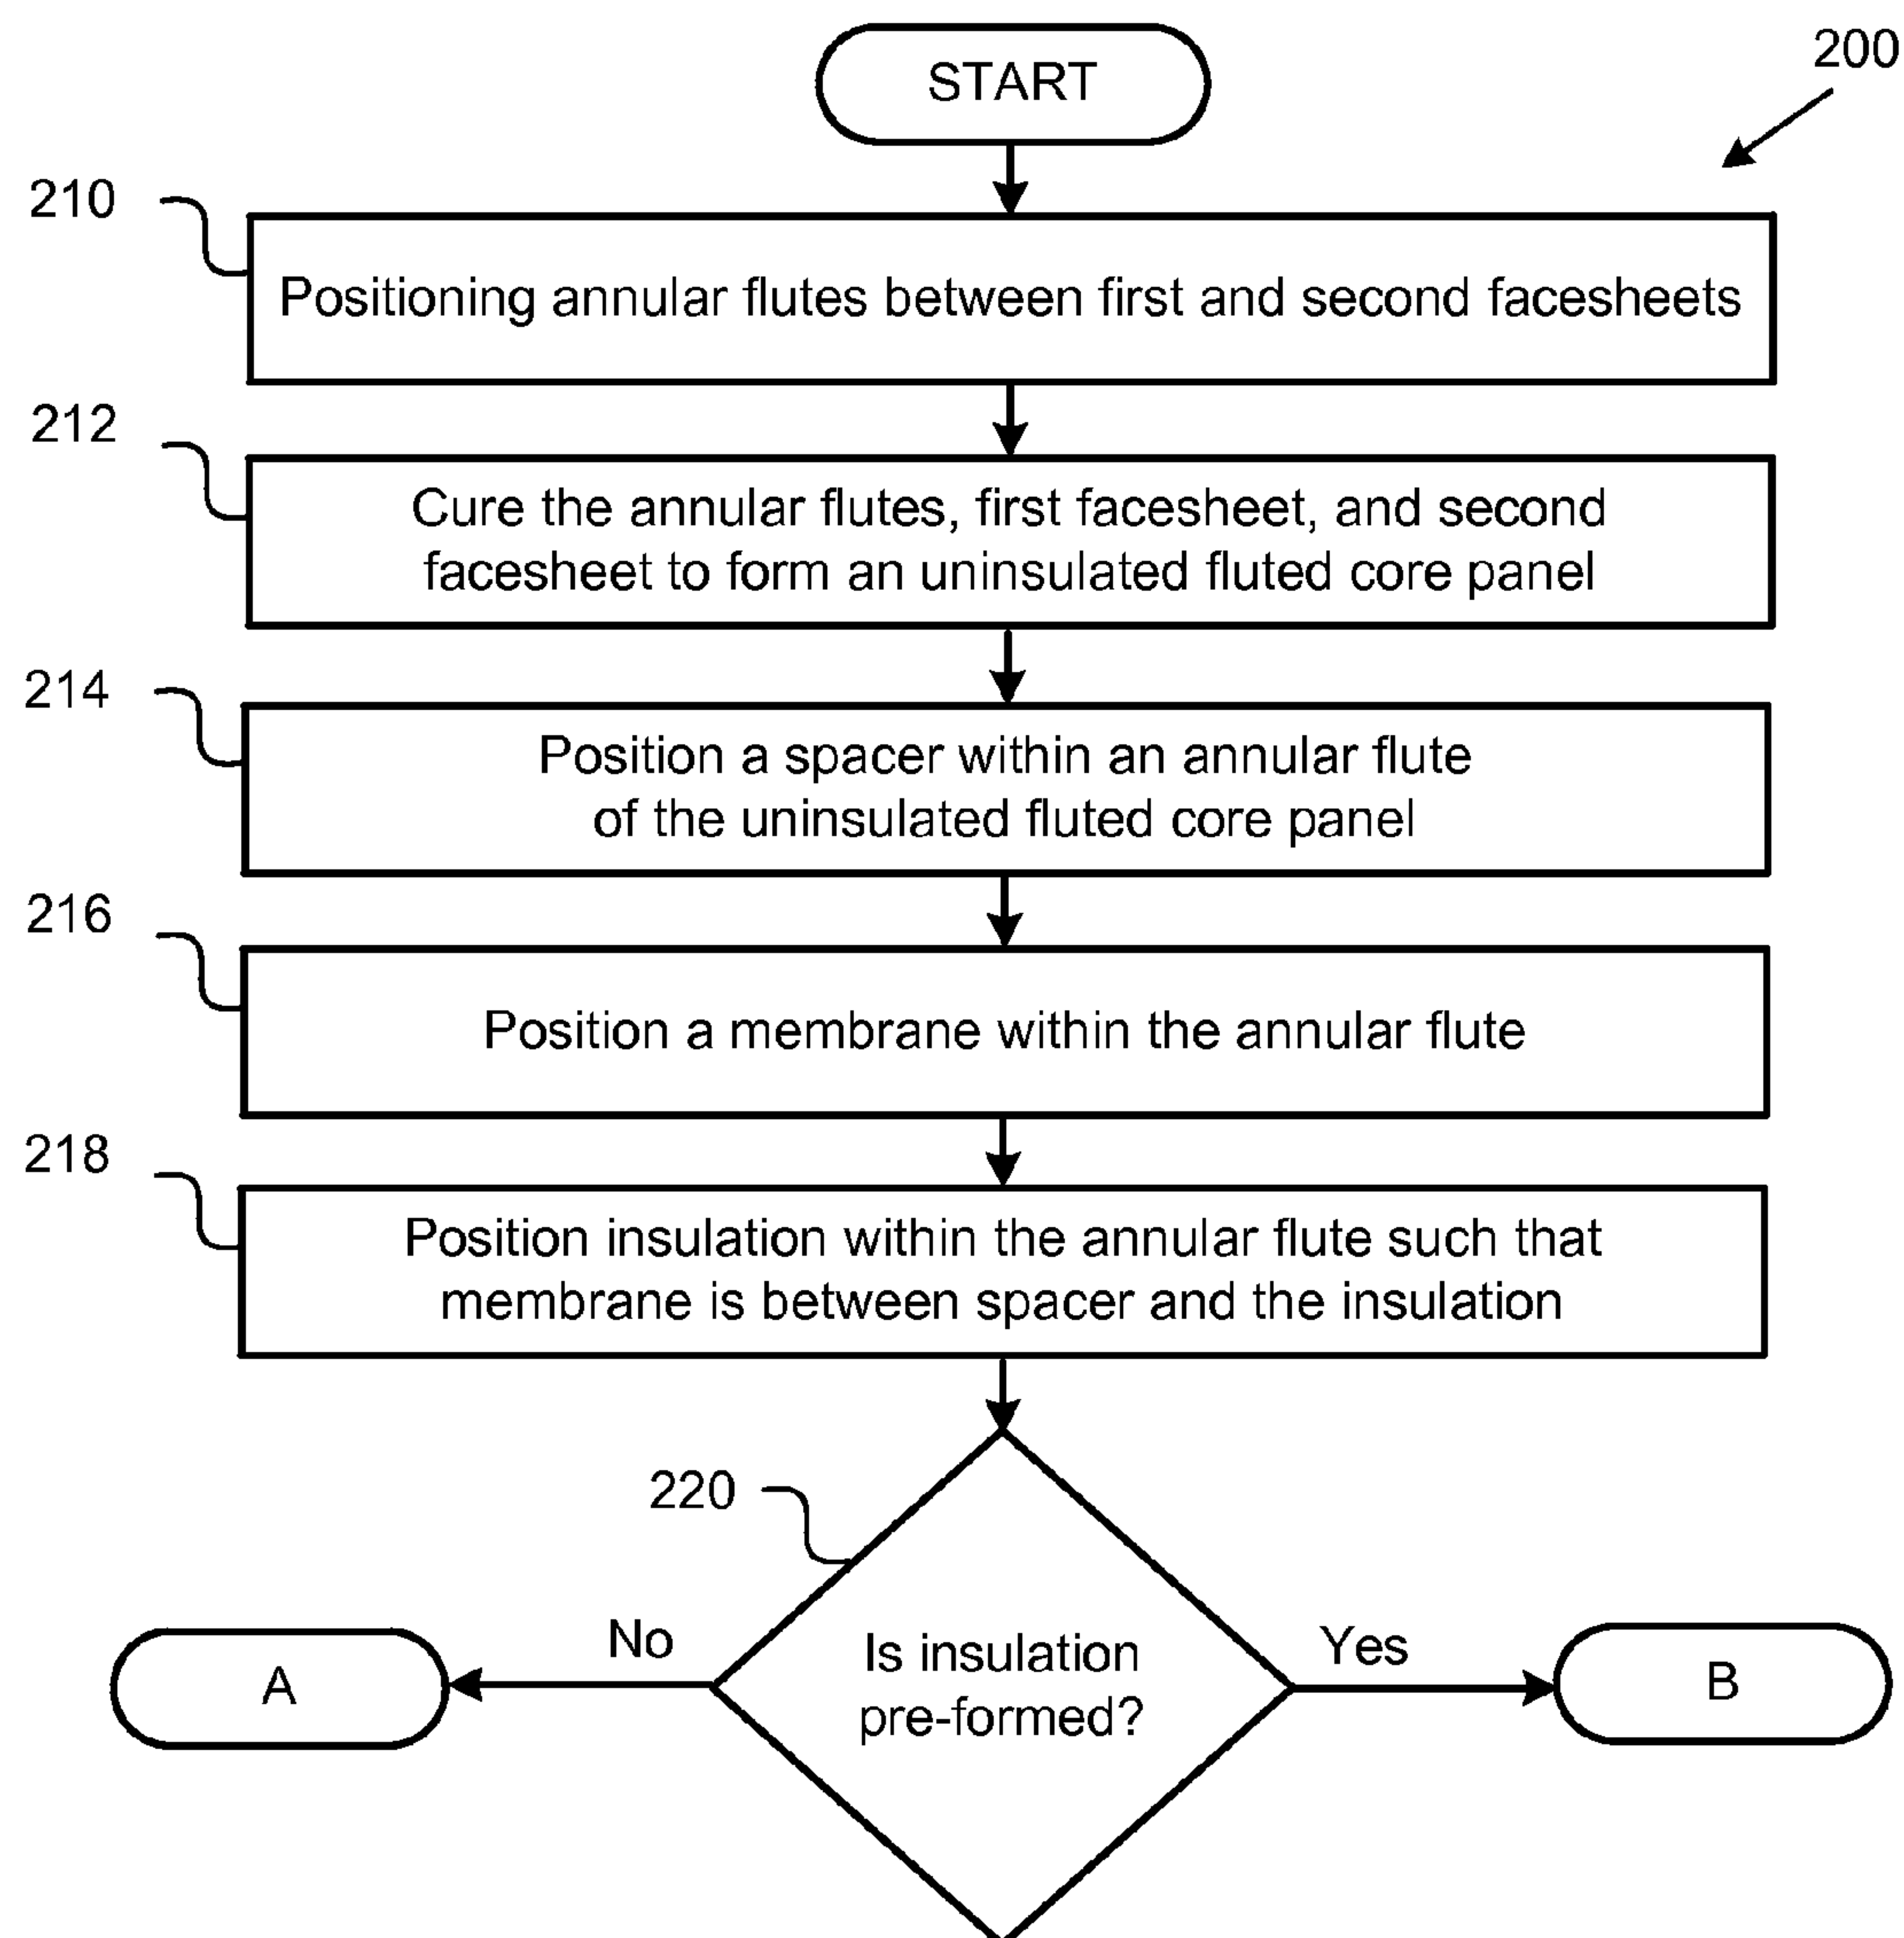 START
200
210
Positioning annular flutes between first and second facesheets
212
Cure the annular flutes, first facesheet, and second
facesheet to form an uninsulated fluted core panel
214
Position a spacer within an annular flute
of the uninsulated fluted core panel
216
Position a membrane within the annular flute
218
Position insulation within the annular flute such that
membrane is between spacer and the insulation
220
Is insulation
pre-formed?
No
A
Yes
B